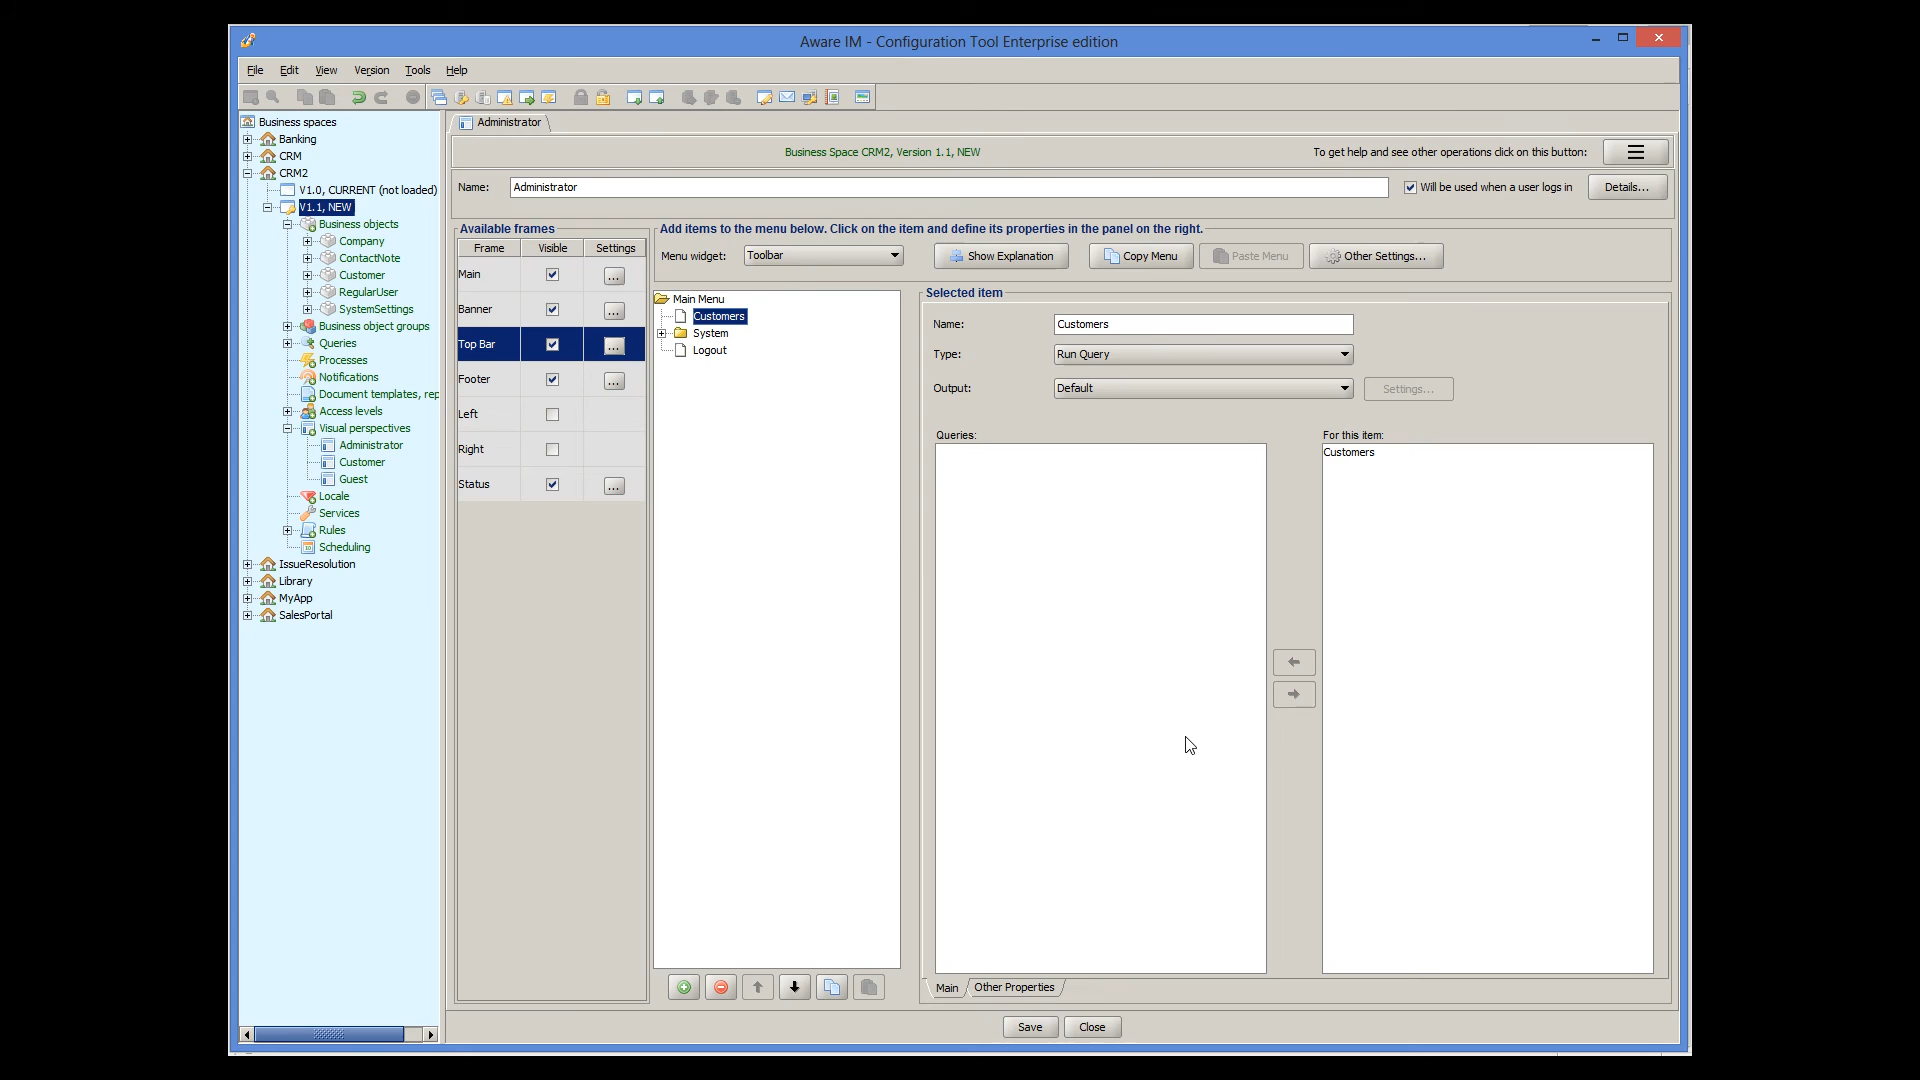 Aware IM - Configuration Tool Enterprise edition
File Edit View Version Tools Help
Business spaces
Banking
CRM
CRM2
V1.0, CURRENT (not loaded)
V1.1, NEW
Business objects
Company
ContactNote
Customer
RegularUser
SystemSettings
Business object groups
Queries
Processes
Notifications
Document templates, rep
Access levels
Visual perspectives
Administrator
Customer
Guest
Locale
Services
Rules
Scheduling
IssueResolution
Library
MyApp
SalesPortal
Administrator
Business Space CRM2, Version 1.1, NEW
To get help and see other operations click on this button:
Name: Administrator
Will be used when a user logs in
Details...
Available frames
Frame Visible Settings
Main ...
Banner ...
Top Bar ...
Footer ...
Left
Right
Status ...
Add items to the menu below. Click on the item and define its properties in the panel on the right.
Menu widget: Toolbar
Show Explanation
Copy Menu
Paste Menu
Other Settings...
Main Menu
Customers
System
Logout
Selected item
Name: Customers
Type: Run Query
Output: Default
Settings...
Queries:
For this item:
Customers
Main Other Properties
Save Close